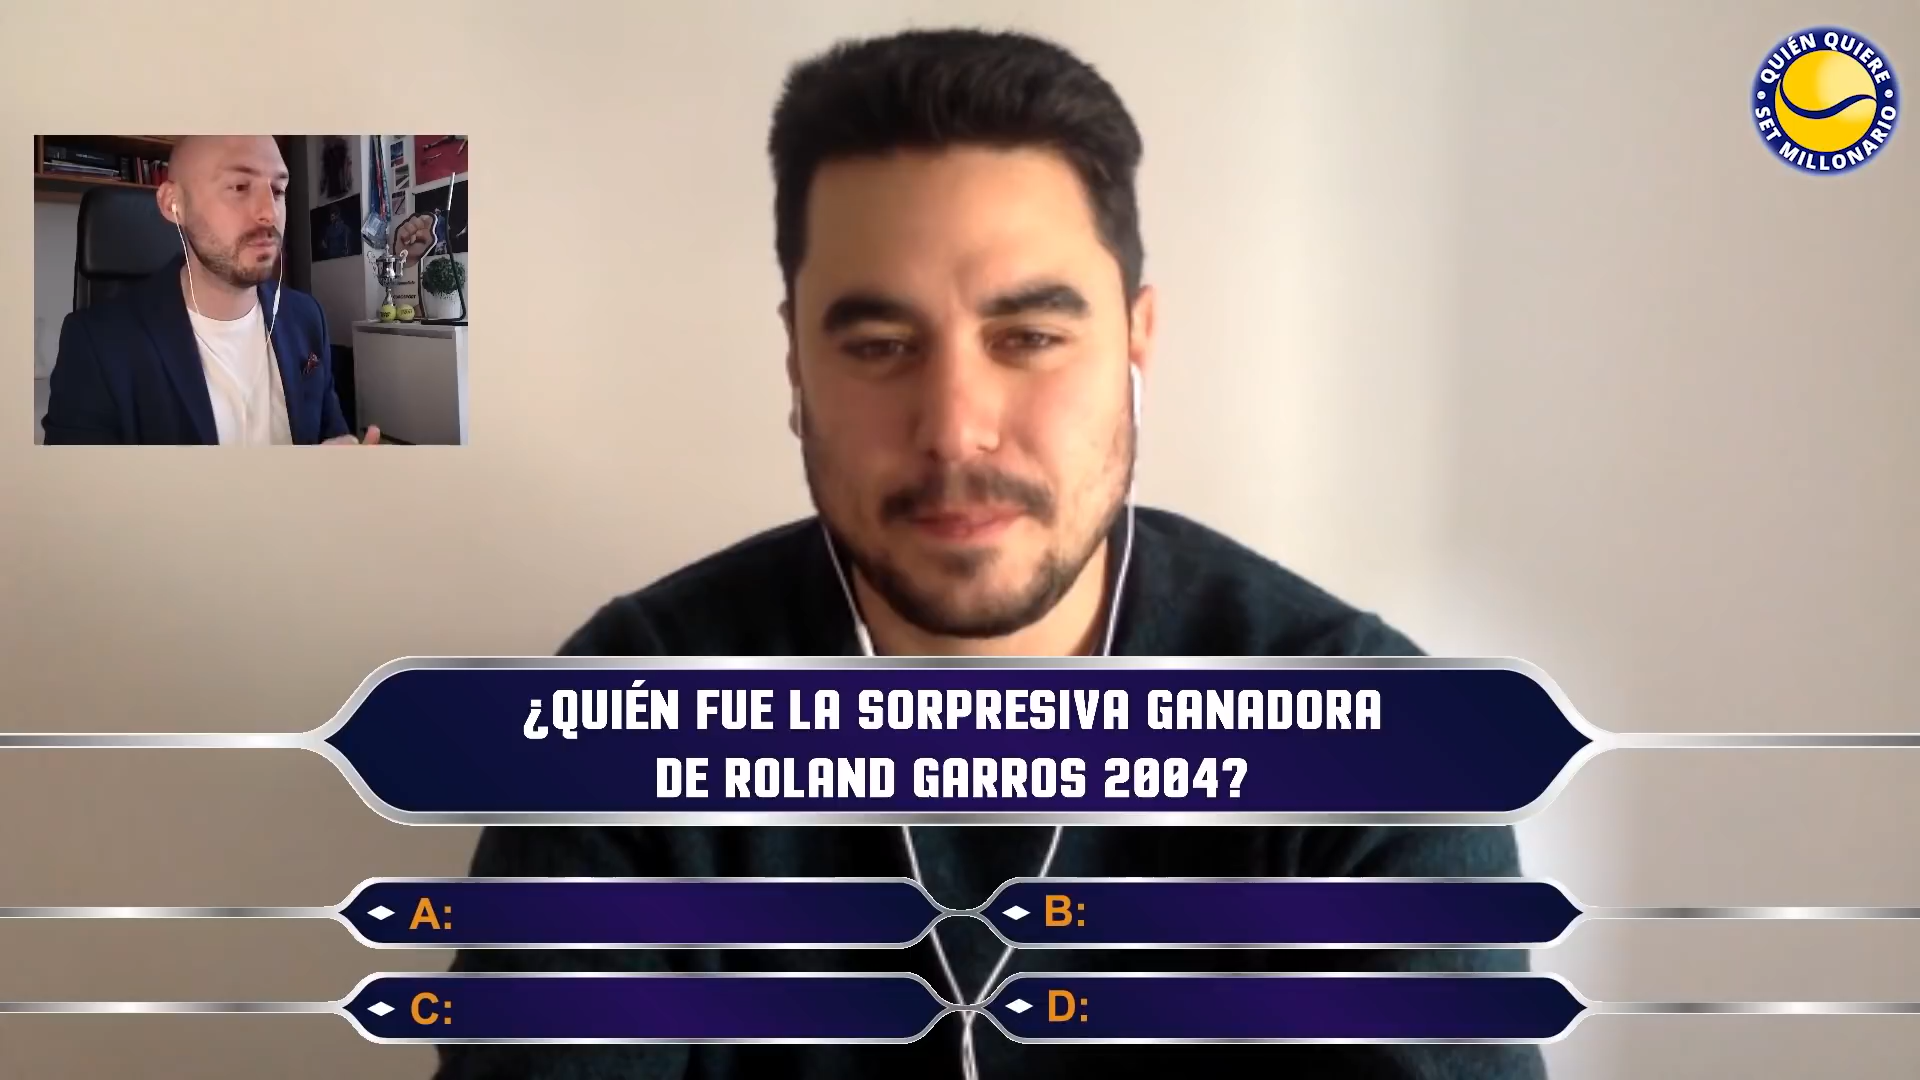 QUIÉN QUIERE
SET MILLONARIO
¿QUIÉN FUE LA SORPRESIVA GANADORA
DE ROLAND GARROS 2004?
A:
B:
C:
D: